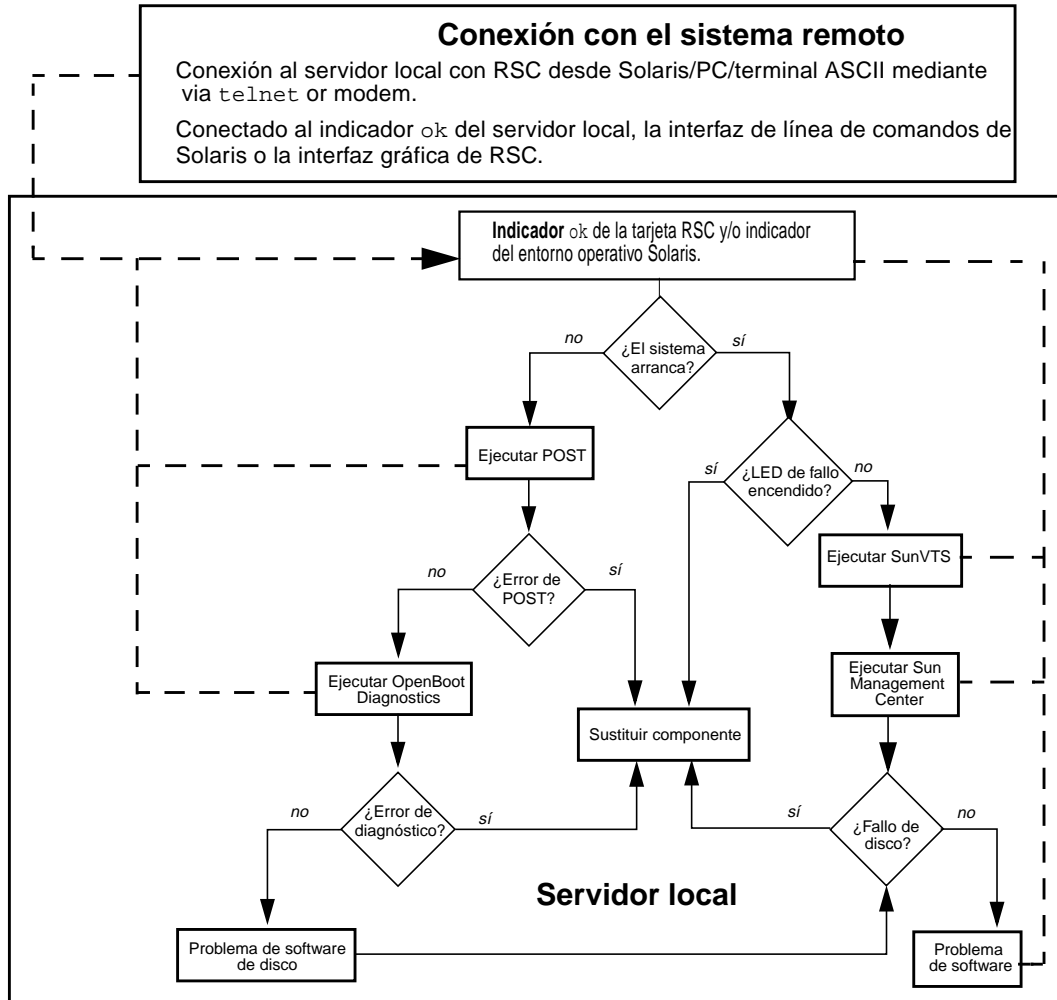 Conexión con el sistema remoto
Conexión al servidor local con RSC desde Solaris/PC/terminal ASCII mediante
via telnet or modem.
Conectado al indicador ok del servidor local, la interfaz de línea de comandos de
Solaris o la interfaz gráfica de RSC.
Indicador ok de la tarjeta RSC y/o indicador
del entorno operativo Solaris.
no
¿El sistema
arranca?
sí
Ejecutar POST
sí
¿LED de fallo
encendido?
no
Ejecutar SunVTS
no
¿Error de
POST?
sí
Ejecutar OpenBoot
Diagnostics
Ejecutar Sun
Management
Center
Sustituir componente
no
¿Error de
diagnóstico?
sí
sí
¿Fallo de
disco?
no
Servidor local
Problema de software
de disco
Problema
de software